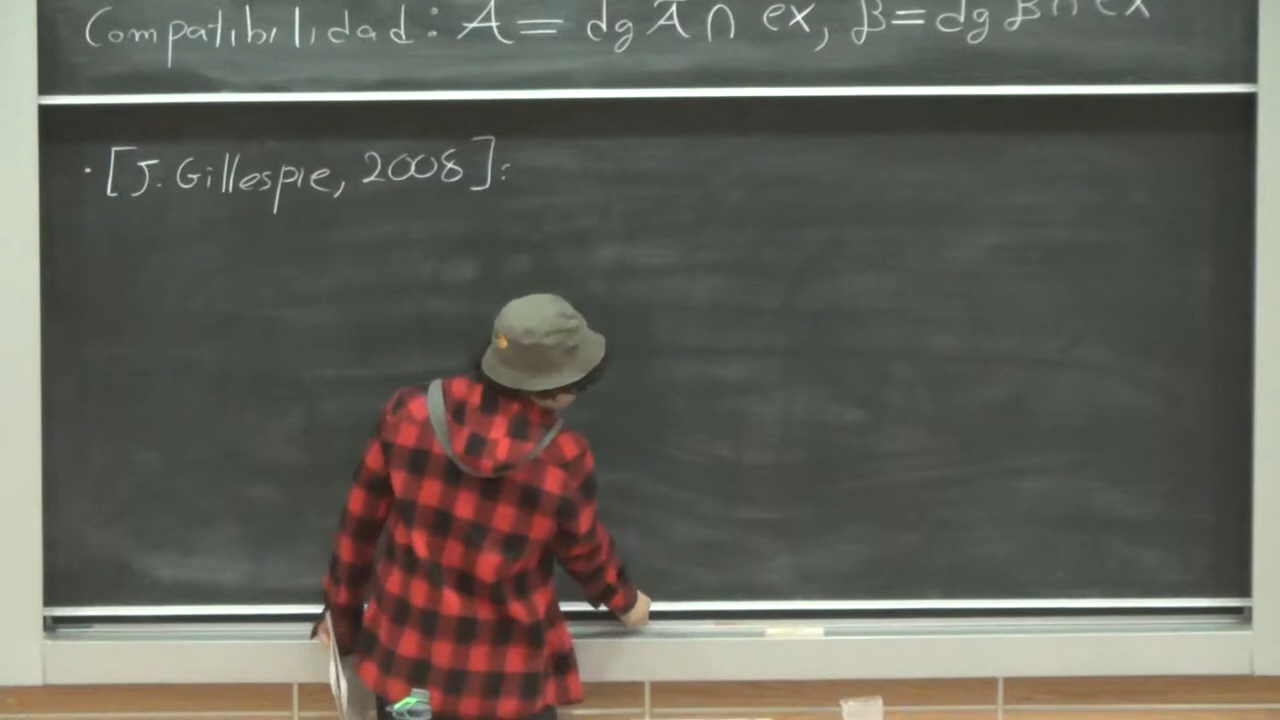 Compatibilidad: A = dg Ã ∩ ex, B = dg B̃ ∩ ex
· [J. Gillespie, 2008]: